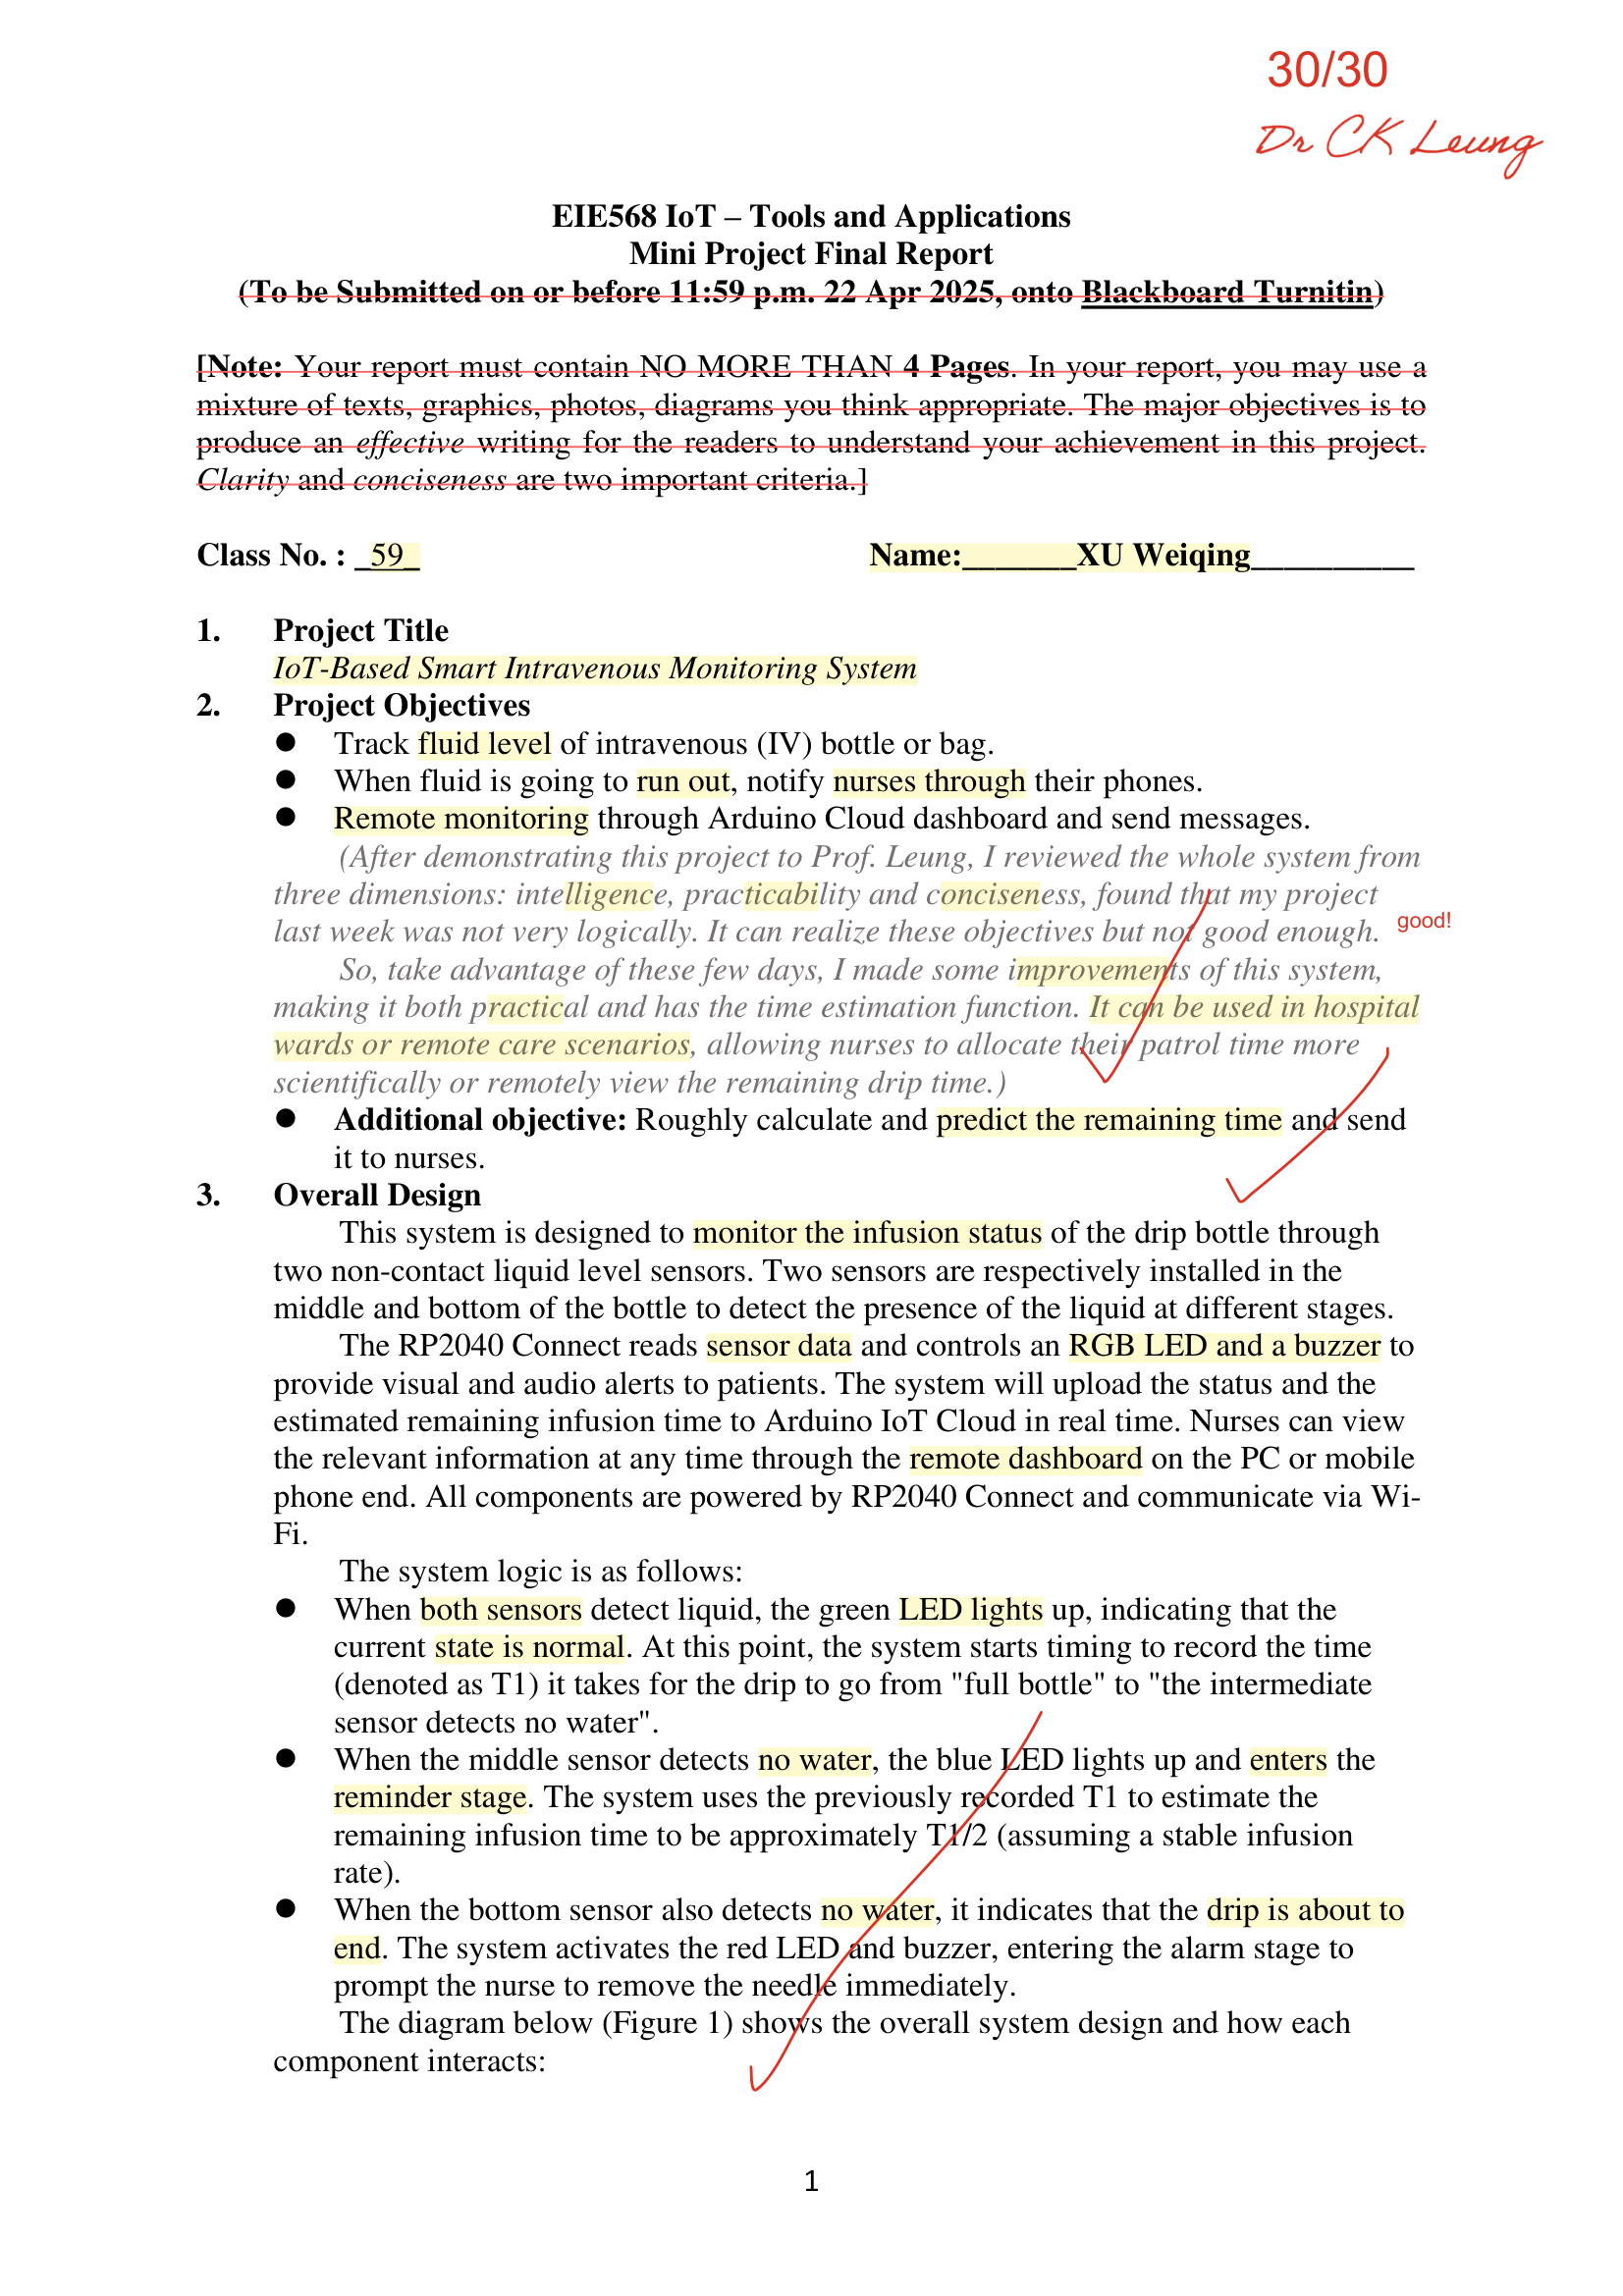 30/30
Dr CK Leung
EIE568 IoT – Tools and Applications
Mini Project Final Report
(To be Submitted on or before 11:59 p.m. 22 Apr 2025, onto Blackboard Turnitin)
[Note: Your report must contain NO MORE THAN 4 Pages. In your report, you may use a
mixture of texts, graphics, photos, diagrams you think appropriate. The major objectives is to
produce an effective writing for the readers to understand your achievement in this project.
Clarity and conciseness are two important criteria.]
Class No. : _59_ Name:_______XU Weiqing__________
1. Project Title
IoT-Based Smart Intravenous Monitoring System
2. Project Objectives
● Track fluid level of intravenous (IV) bottle or bag.
● When fluid is going to run out, notify nurses through their phones.
● Remote monitoring through Arduino Cloud dashboard and send messages.
(After demonstrating this project to Prof. Leung, I reviewed the whole system from
three dimensions: intelligence, practicability and conciseness, found that my project
last week was not very logically. It can realize these objectives but not good enough. good!
So, take advantage of these few days, I made some improvements of this system,
making it both practical and has the time estimation function. It can be used in hospital
wards or remote care scenarios, allowing nurses to allocate their patrol time more
scientifically or remotely view the remaining drip time.)
● Additional objective: Roughly calculate and predict the remaining time and send
it to nurses.
3. Overall Design
This system is designed to monitor the infusion status of the drip bottle through
two non-contact liquid level sensors. Two sensors are respectively installed in the
middle and bottom of the bottle to detect the presence of the liquid at different stages.
The RP2040 Connect reads sensor data and controls an RGB LED and a buzzer to
provide visual and audio alerts to patients. The system will upload the status and the
estimated remaining infusion time to Arduino IoT Cloud in real time. Nurses can view
the relevant information at any time through the remote dashboard on the PC or mobile
phone end. All components are powered by RP2040 Connect and communicate via Wi-
Fi.
The system logic is as follows:
● When both sensors detect liquid, the green LED lights up, indicating that the
current state is normal. At this point, the system starts timing to record the time
(denoted as T1) it takes for the drip to go from "full bottle" to "the intermediate
sensor detects no water".
● When the middle sensor detects no water, the blue LED lights up and enters the
reminder stage. The system uses the previously recorded T1 to estimate the
remaining infusion time to be approximately T1/2 (assuming a stable infusion
rate).
● When the bottom sensor also detects no water, it indicates that the drip is about to
end. The system activates the red LED and buzzer, entering the alarm stage to
prompt the nurse to remove the needle immediately.
The diagram below (Figure 1) shows the overall system design and how each
component interacts:
1